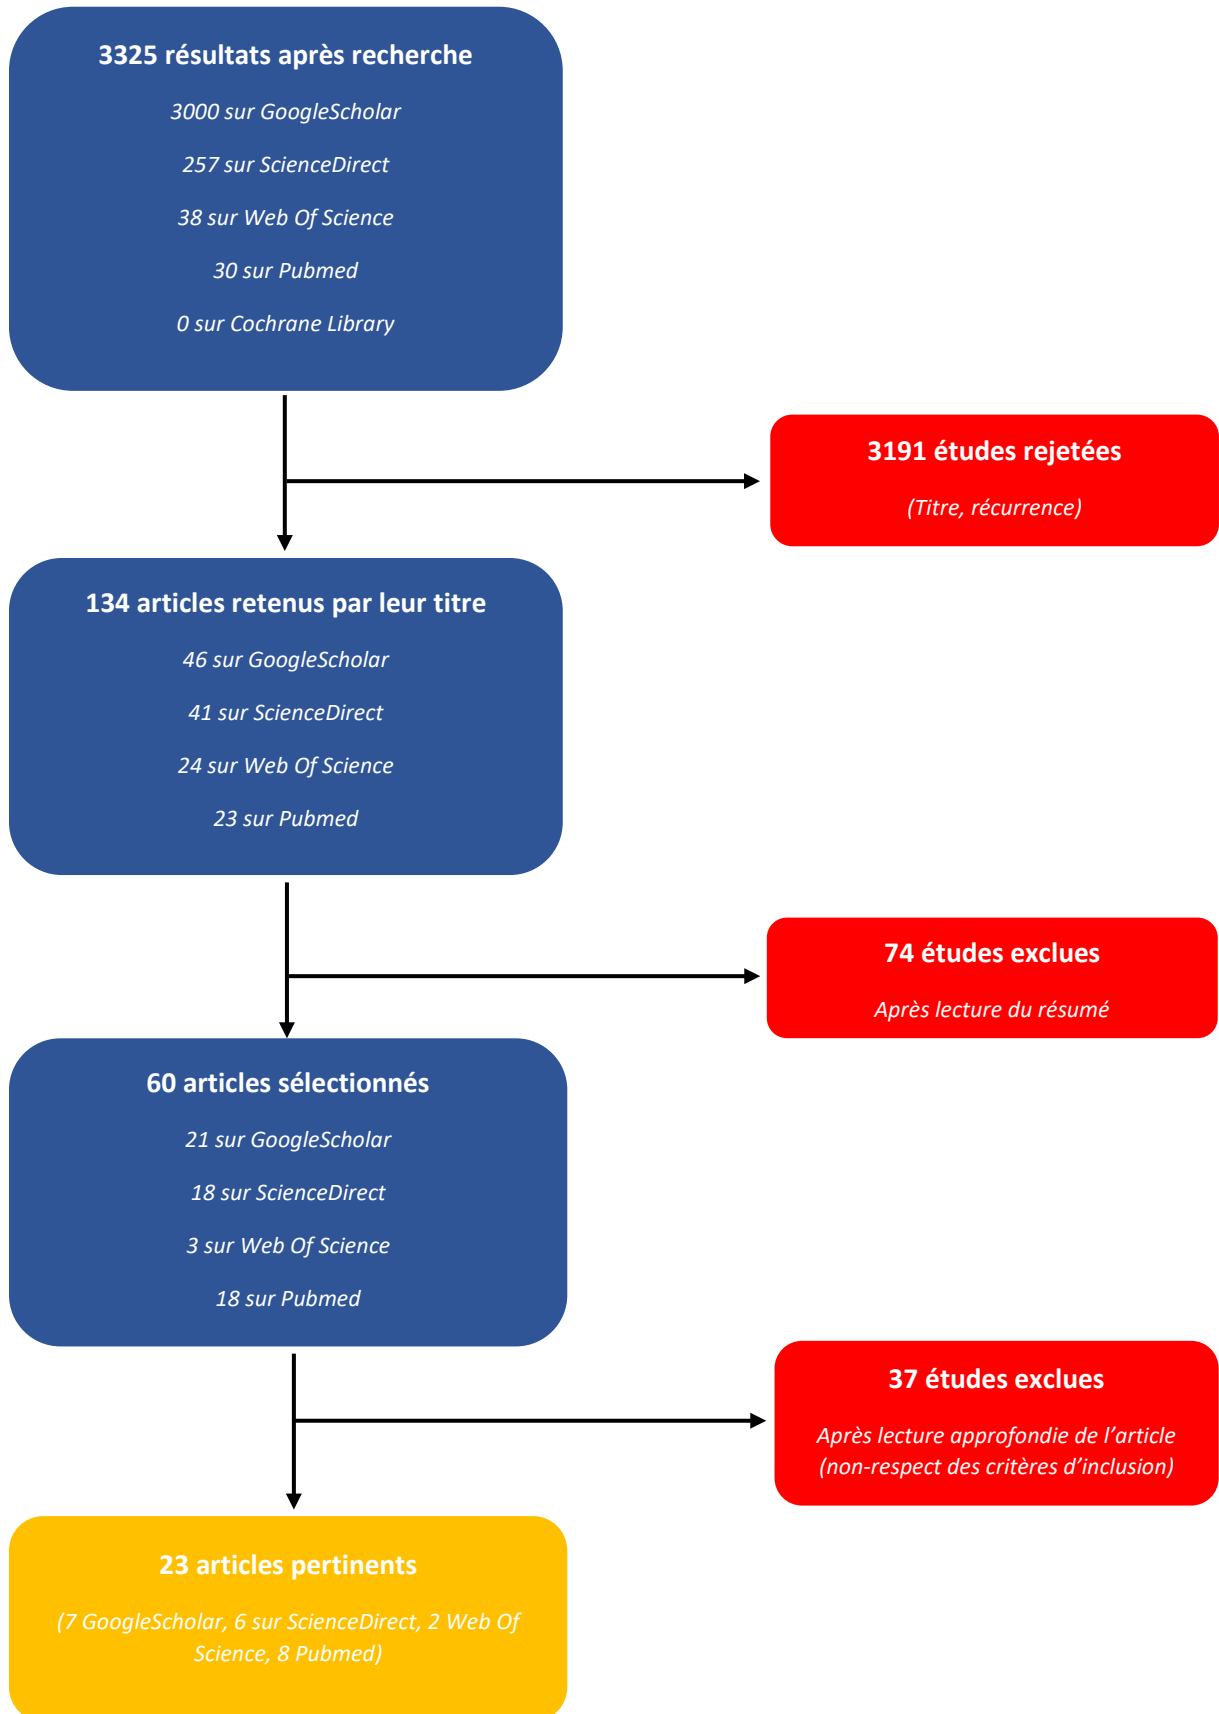 3325 résultats après recherche
3000 sur GoogleScholar
257 sur ScienceDirect
38 sur Web Of Science
30 sur Pubmed
0 sur Cochrane Library
3191 études rejetées
(Titre, récurrence)
134 articles retenus par leur titre
46 sur GoogleScholar
41 sur ScienceDirect
24 sur Web Of Science
23 sur Pubmed
74 études exclues
Après lecture du résumé
60 articles sélectionnés
21 sur GoogleScholar
18 sur ScienceDirect
3 sur Web Of Science
18 sur Pubmed
37 études exclues
Après lecture approfondie de l’article
(non-respect des critères d’inclusion)
23 articles pertinents
(7 GoogleScholar, 6 sur ScienceDirect, 2 Web Of
Science, 8 Pubmed)